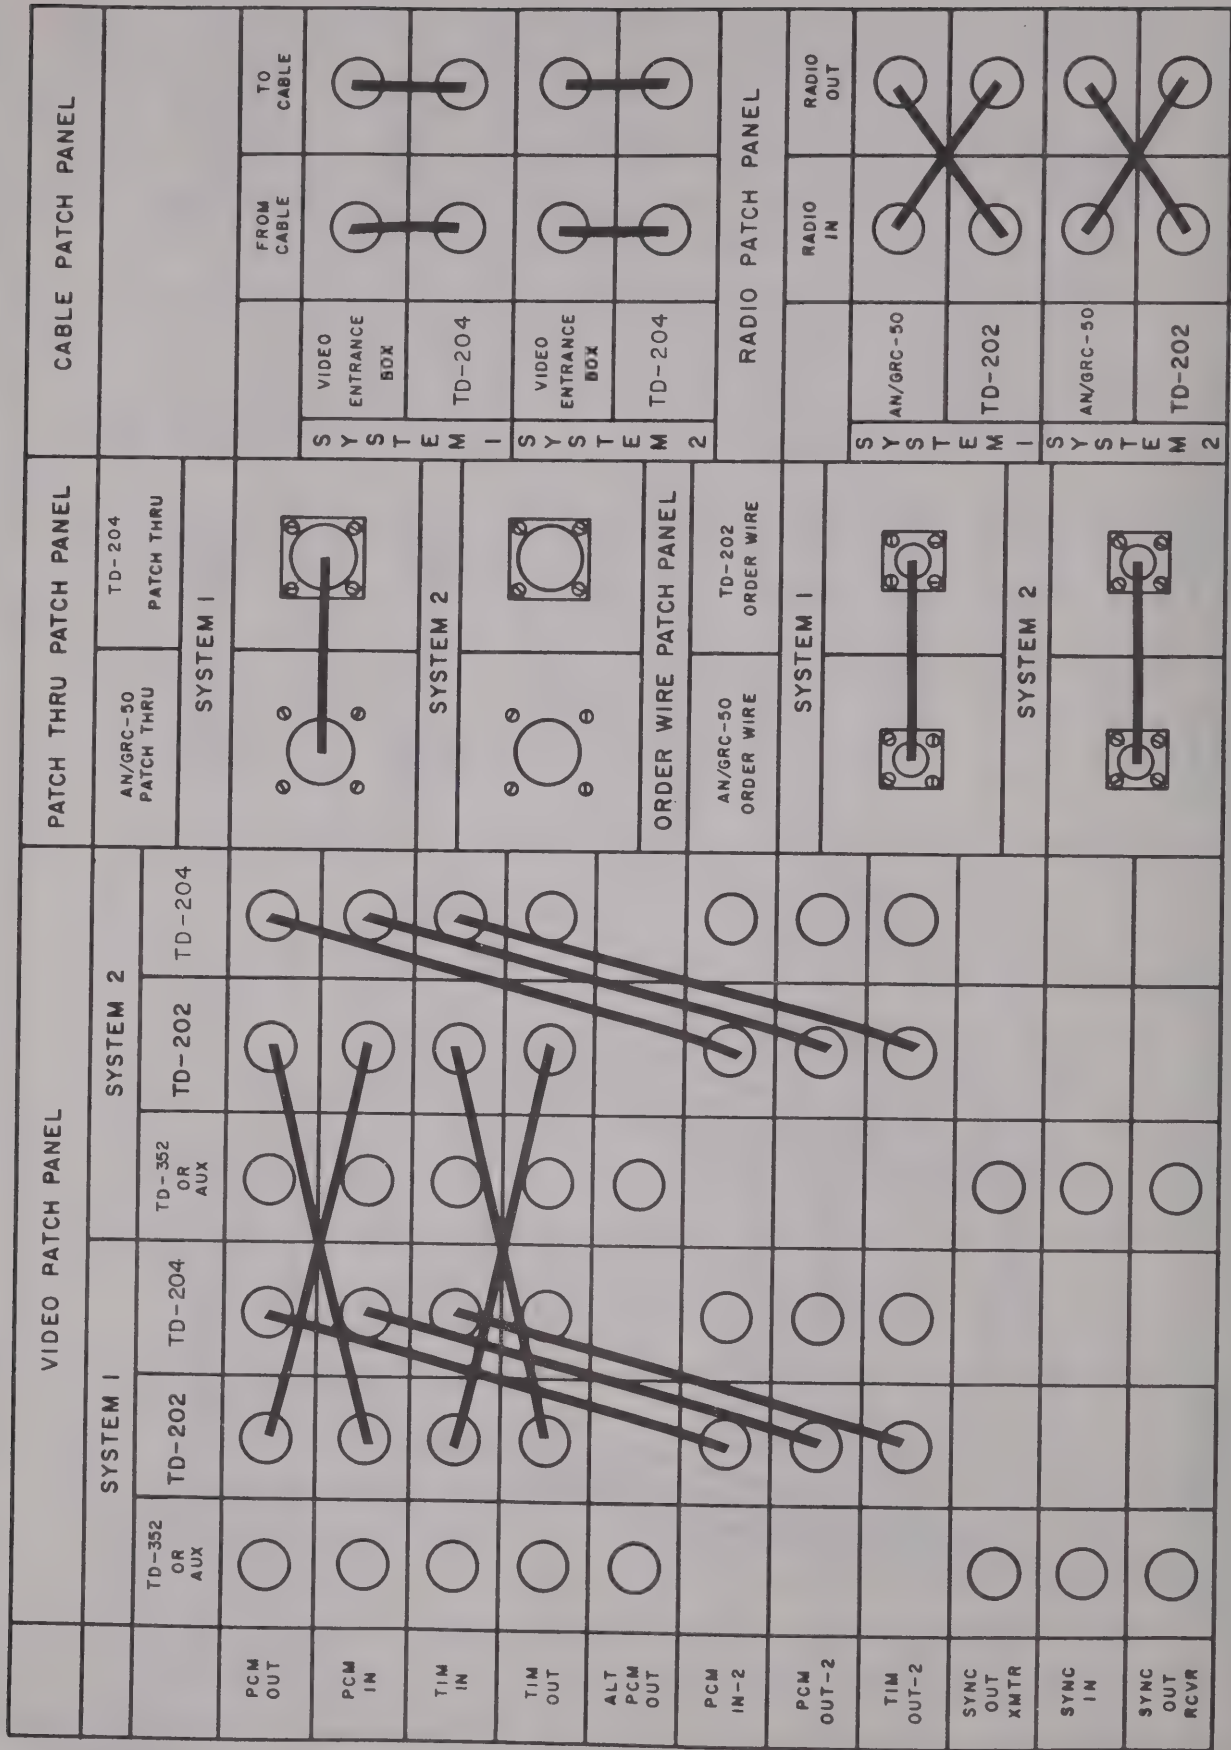 VIDEO PATCH PANEL
SYSTEM 1
SYSTEM 2
TD-352
OR
AUX
TD-202
TD-204
TD-352
OR
AUX
TD-202
TD-204
PCM
OUT
PCM
IN
TIM
IN
TIM
OUT
ALT
PCM
OUT
PCM
IN-2
PCM
OUT-2
TIM
OUT-2
SYNC
OUT
XMTR
SYNC
IN
SYNC
OUT
RCVR
PATCH THRU PATCH PANEL
AN/GRC-50
PATCH THRU
TD-204
PATCH THRU
SYSTEM 1
SYSTEM 2
ORDER WIRE PATCH PANEL
AN/GRC-50
ORDER WIRE
TD-202
ORDER WIRE
SYSTEM 1
SYSTEM 2
CABLE PATCH PANEL
FROM
CABLE
TO
CABLE
SYSTEM 1
VIDEO
ENTRANCE
BOX
TD-204
SYSTEM 2
VIDEO
ENTRANCE
BOX
TD-204
RADIO PATCH PANEL
RADIO
IN
RADIO
OUT
SYSTEM 1
AN/GRC-50
TD-202
SYSTEM 2
AN/GRC-50
TD-202